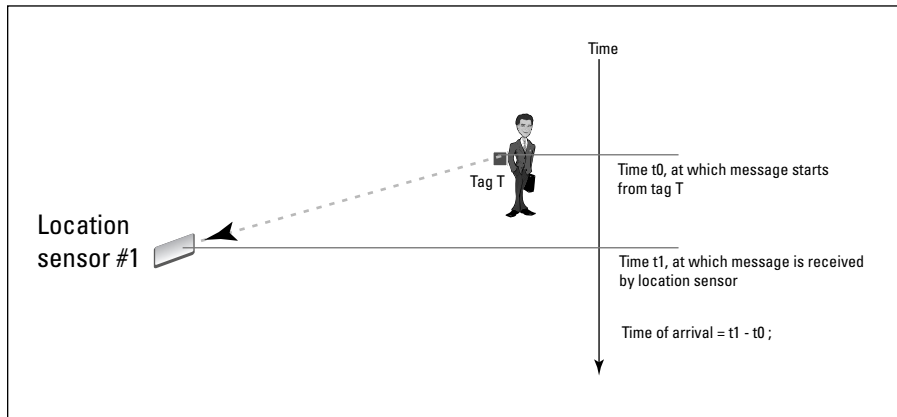 Time
Tag T
Time t0, at which message starts
from tag T
Location
sensor #1
Time t1, at which message is received
by location sensor
Time of arrival = t1 - t0 ;